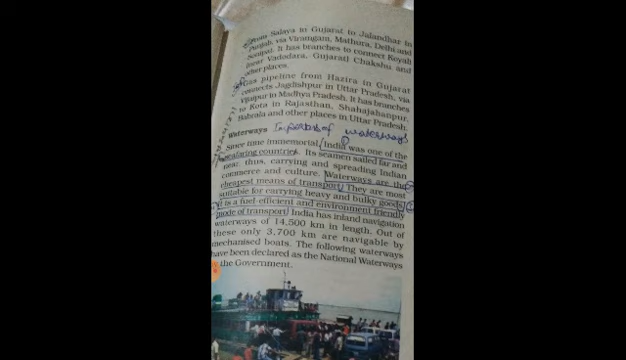 From Salaya in Gujarat to Jalandhar in
Punjab, via Viramgam, Mathura, Delhi and
Sonipat. It has branches to connect Koyali
(near Vadodara, Gujarat) Chakshu and
other places.
Gas pipeline from Hazira in Gujarat
connects Jagdishpur in Uttar Pradesh, via
Vijaipur in Madhya Pradesh. It has branches
to Kota in Rajasthan, Shahajahanpur,
Babrala and other places in Uttar Pradesh.
Waterways of waterways
Since time immemorial, India was one of the
seafaring countries. Its seamen sailed far and
near, thus, carrying and spreading Indian
commerce and culture. Waterways are the
cheapest means of transport. They are most
suitable for carrying heavy and bulky goods.
It is a fuel-efficient and environment friendly
mode of transport. India has inland navigation
waterways of 14,500 km in length. Out of
these only 3,700 km are navigable by
mechanised boats. The following waterways
have been declared as the National Waterways
the Government.